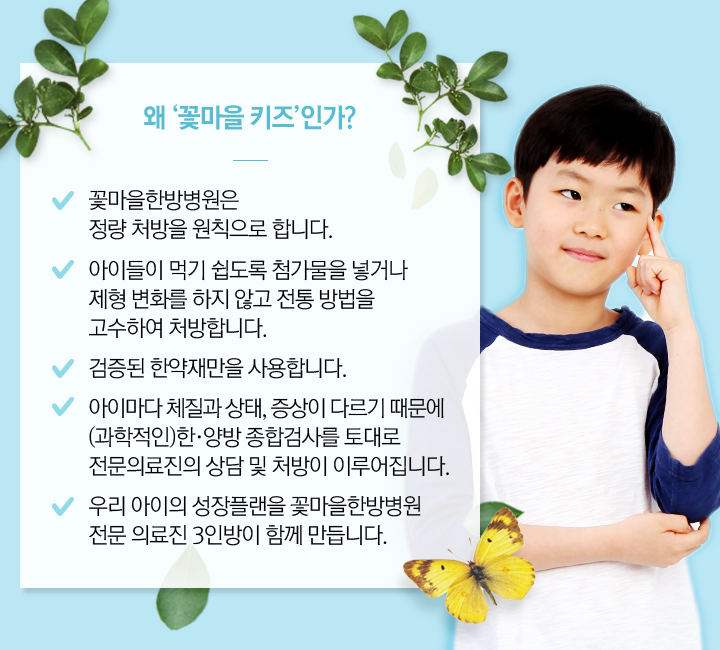 왜 ‘꽃마을 키즈’인가?
꽃마을한방병원은
정량 처방을 원칙으로 합니다.
아이들이 먹기 쉽도록 첨가물을 넣거나
제형 변화를 하지 않고 전통 방법을
고수하여 처방합니다.
검증된 한약재만을 사용합니다.
아이마다 체질과 상태, 증상이 다르기 때문에
(과학적인)한·양방 종합검사를 토대로
전문의료진의 상담 및 처방이 이루어집니다.
우리 아이의 성장플랜을 꽃마을한방병원
전문 의료진 3인방이 함께 만듭니다.